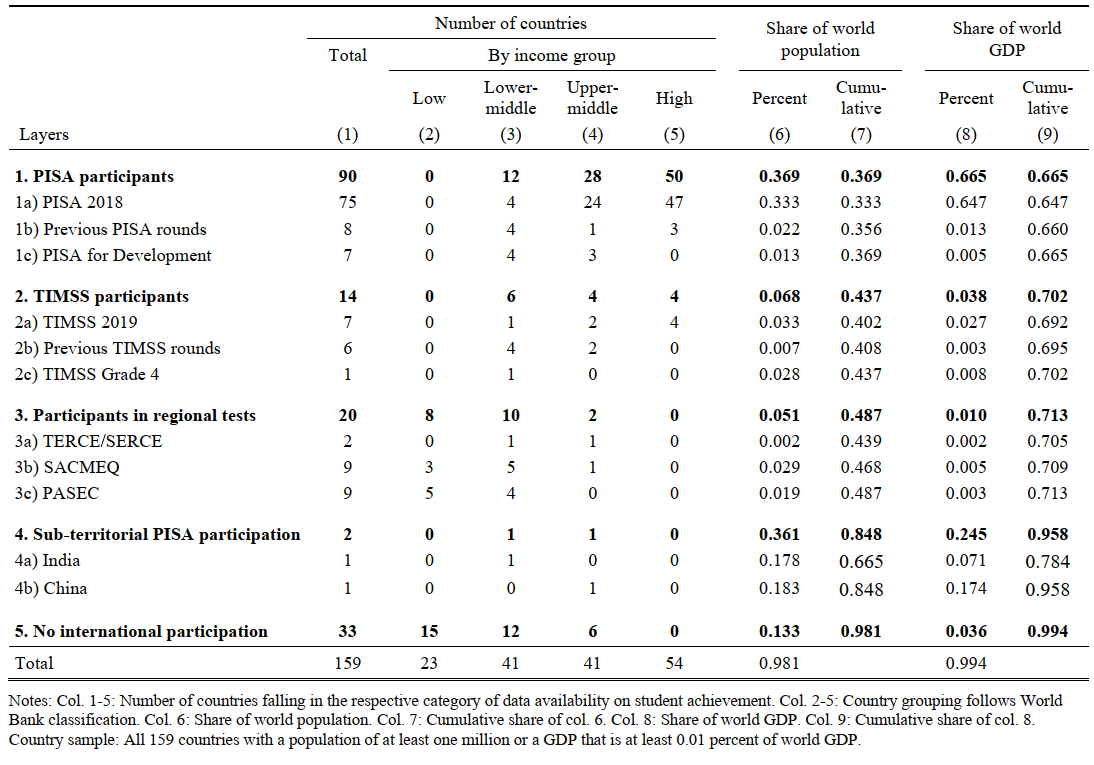 Number of countries Share of world population Share of world GDP
Total By income group
Low Lower-middle Upper-middle High Percent Cumu-lative Percent Cumu-lative
Layers (1) (2) (3) (4) (5) (6) (7) (8) (9)
1. PISA participants 90 0 12 28 50 0.369 0.369 0.665 0.665
1a) PISA 2018 75 0 4 24 47 0.333 0.333 0.647 0.647
1b) Previous PISA rounds 8 0 4 1 3 0.022 0.356 0.013 0.660
1c) PISA for Development 7 0 4 3 0 0.013 0.369 0.005 0.665
2. TIMSS participants 14 0 6 4 4 0.068 0.437 0.038 0.702
2a) TIMSS 2019 7 0 1 2 4 0.033 0.402 0.027 0.692
2b) Previous TIMSS rounds 6 0 4 2 0 0.007 0.408 0.003 0.695
2c) TIMSS Grade 4 1 0 1 0 0 0.028 0.437 0.008 0.702
3. Participants in regional tests 20 8 10 2 0 0.051 0.487 0.010 0.713
3a) TERCE/SERCE 2 0 1 1 0 0.002 0.439 0.002 0.705
3b) SACMEQ 9 3 5 1 0 0.029 0.468 0.005 0.709
3c) PASEC 9 5 4 0 0 0.019 0.487 0.003 0.713
4. Sub-territorial PISA participation 2 0 1 1 0 0.361 0.848 0.245 0.958
4a) India 1 0 1 0 0 0.178 0.665 0.071 0.784
4b) China 1 0 0 1 0 0.183 0.848 0.174 0.958
5. No international participation 33 15 12 6 0 0.133 0.981 0.036 0.994
Total 159 23 41 41 54 0.981 0.994
Notes: Col. 1-5: Number of countries falling in the respective category of data availability on student achievement. Col. 2-5: Country grouping follows World
Bank classification. Col. 6: Share of world population. Col. 7: Cumulative share of col. 6. Col. 8: Share of world GDP. Col. 9: Cumulative share of col. 8.
Country sample: All 159 countries with a population of at least one million or a GDP that is at least 0.01 percent of world GDP.